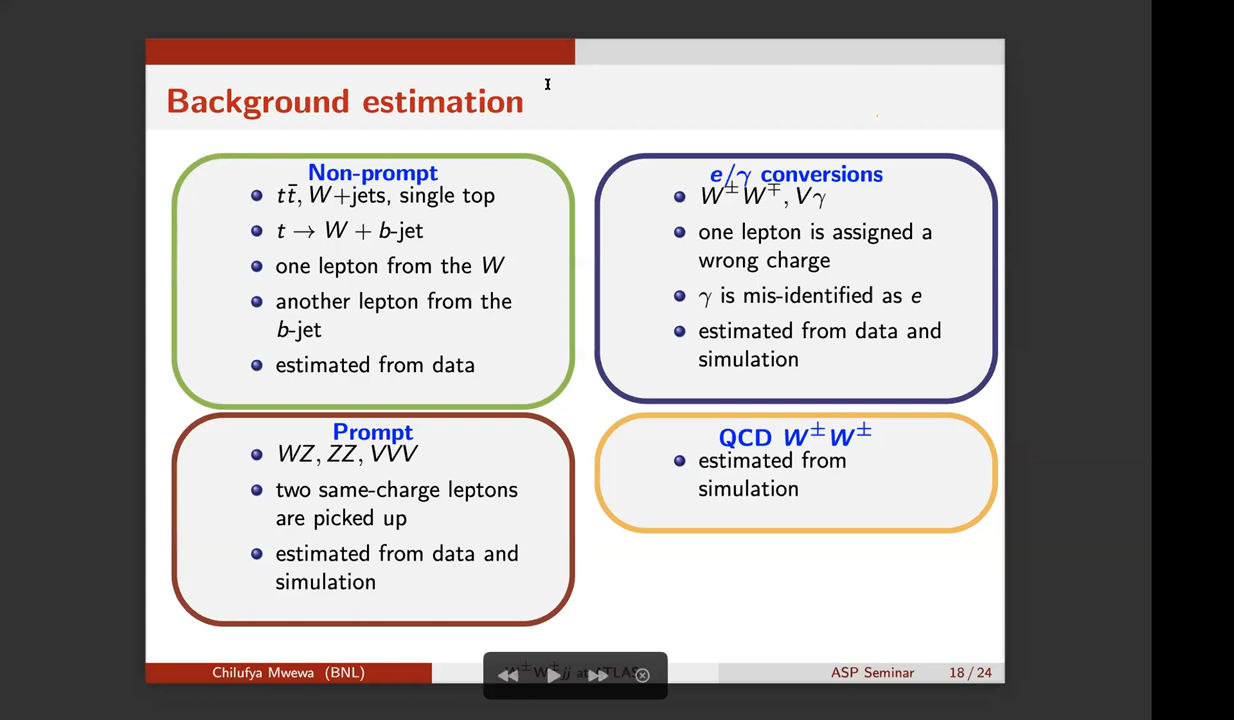 Background estimation
Non-prompt
tt̄, W+jets, single top
t → W + b-jet
one lepton from the W
another lepton from the
b-jet
estimated from data
e/γ conversions
W±W∓, Vγ
one lepton is assigned a
wrong charge
γ is mis-identified as e
estimated from data and
simulation
Prompt
WZ, ZZ, VVV
two same-charge leptons
are picked up
estimated from data and
simulation
QCD W±W±
estimated from
simulation
Chilufya Mwewa (BNL)
W±W±jj at ATLAS
ASP Seminar
18 / 24